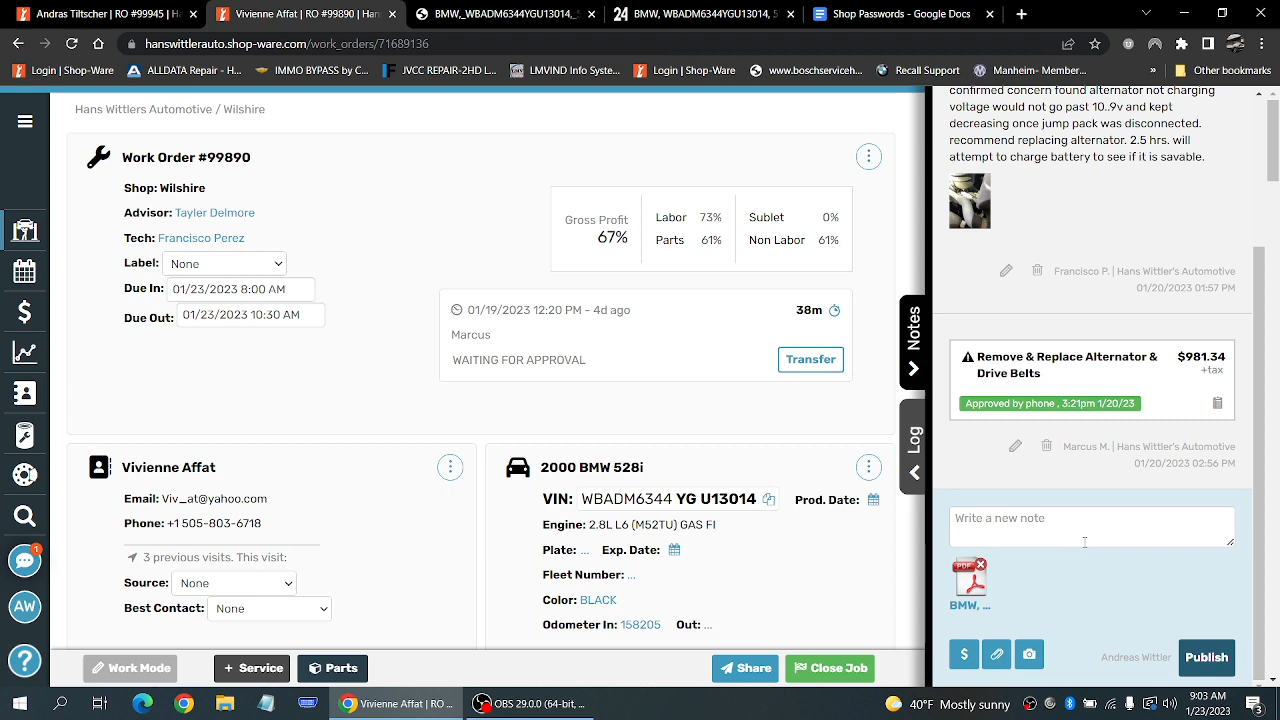 Andreas Tiltscher | RO #99945 | Ha
Vivienne Affat | RO #99890 | Han
BMW,_WBADM6344YG13014,_5
24 BMW, WBADM6344YGU13014, 5
Shop Passwords - Google Docs
com/work_orders/71689136
Login | Shop-Ware
ALLDATA Repair - H...
IMMO BYPASS by C...
JVCC REPAIR-2HD L...
LMVIND Info System...
Login | Shop-Ware
www.boschserviceh...
Recall Support
»
Other Bookmarks
Hans Wittlers Automotive / Wilshire
Work Order #99890
Shop: Wilshire
Advisor: Tayler Delmore
Tech: Francisco Perez
Label: None
Due In: 01/23/2023 8:00 AM
Due Out: 01/23/2023 10:30 AM
Gross Profit
67%
Labor 73%
Parts 61%
Sublet 0%
Non Labor 61%
01/19/2023 12:20 PM - 4d ago
38m
Marcus
WAITING FOR APPROVAL
Transfer
Vivienne Affat
Email: Viv_at@yahoo.com
Phone: +1 505-803-6718
3 previous visits. This visit:
Source: None
Best Contact: None
2000 BMW 528i
VIN: WBADM6344 YG U13014
Prod. Date:
Engine: 2.8L L6 (M52TU) GAS FI
Plate: ... Exp. Date:
Fleet Number: ...
Color: BLACK
Odometer In: 158205 Out: ...
Work Mode
+ Service
Parts
Share
Close Job
Notes
Log
confirmed concern found alternator not charging
voltage would not go past 10..9v and kept
decreasing once jump pack was disconnected.
recommend replacing alternator. 2.5 hrs. will
attempt to charge battery to see if it is savable.
Francisco P. | Hans Wittler's Automotive
01/20/2023 01:57 PM
Remove & Replace Alternator &
Drive Belts
$981.34
+tax
Approved by phone , 3:21pm 1/20/23
Marcus M. | Hans Wittler's Automotive
01/20/2023 02:56 PM
Write a new note
PDF
BMW, ...
$
Andreas Wittler
Publish
1
AW
?
Vivienne Affat | RO ...
OBS 29.0.0 (64-bit, ...
40°F Mostly sunny
9:03 AM
1/23/2023